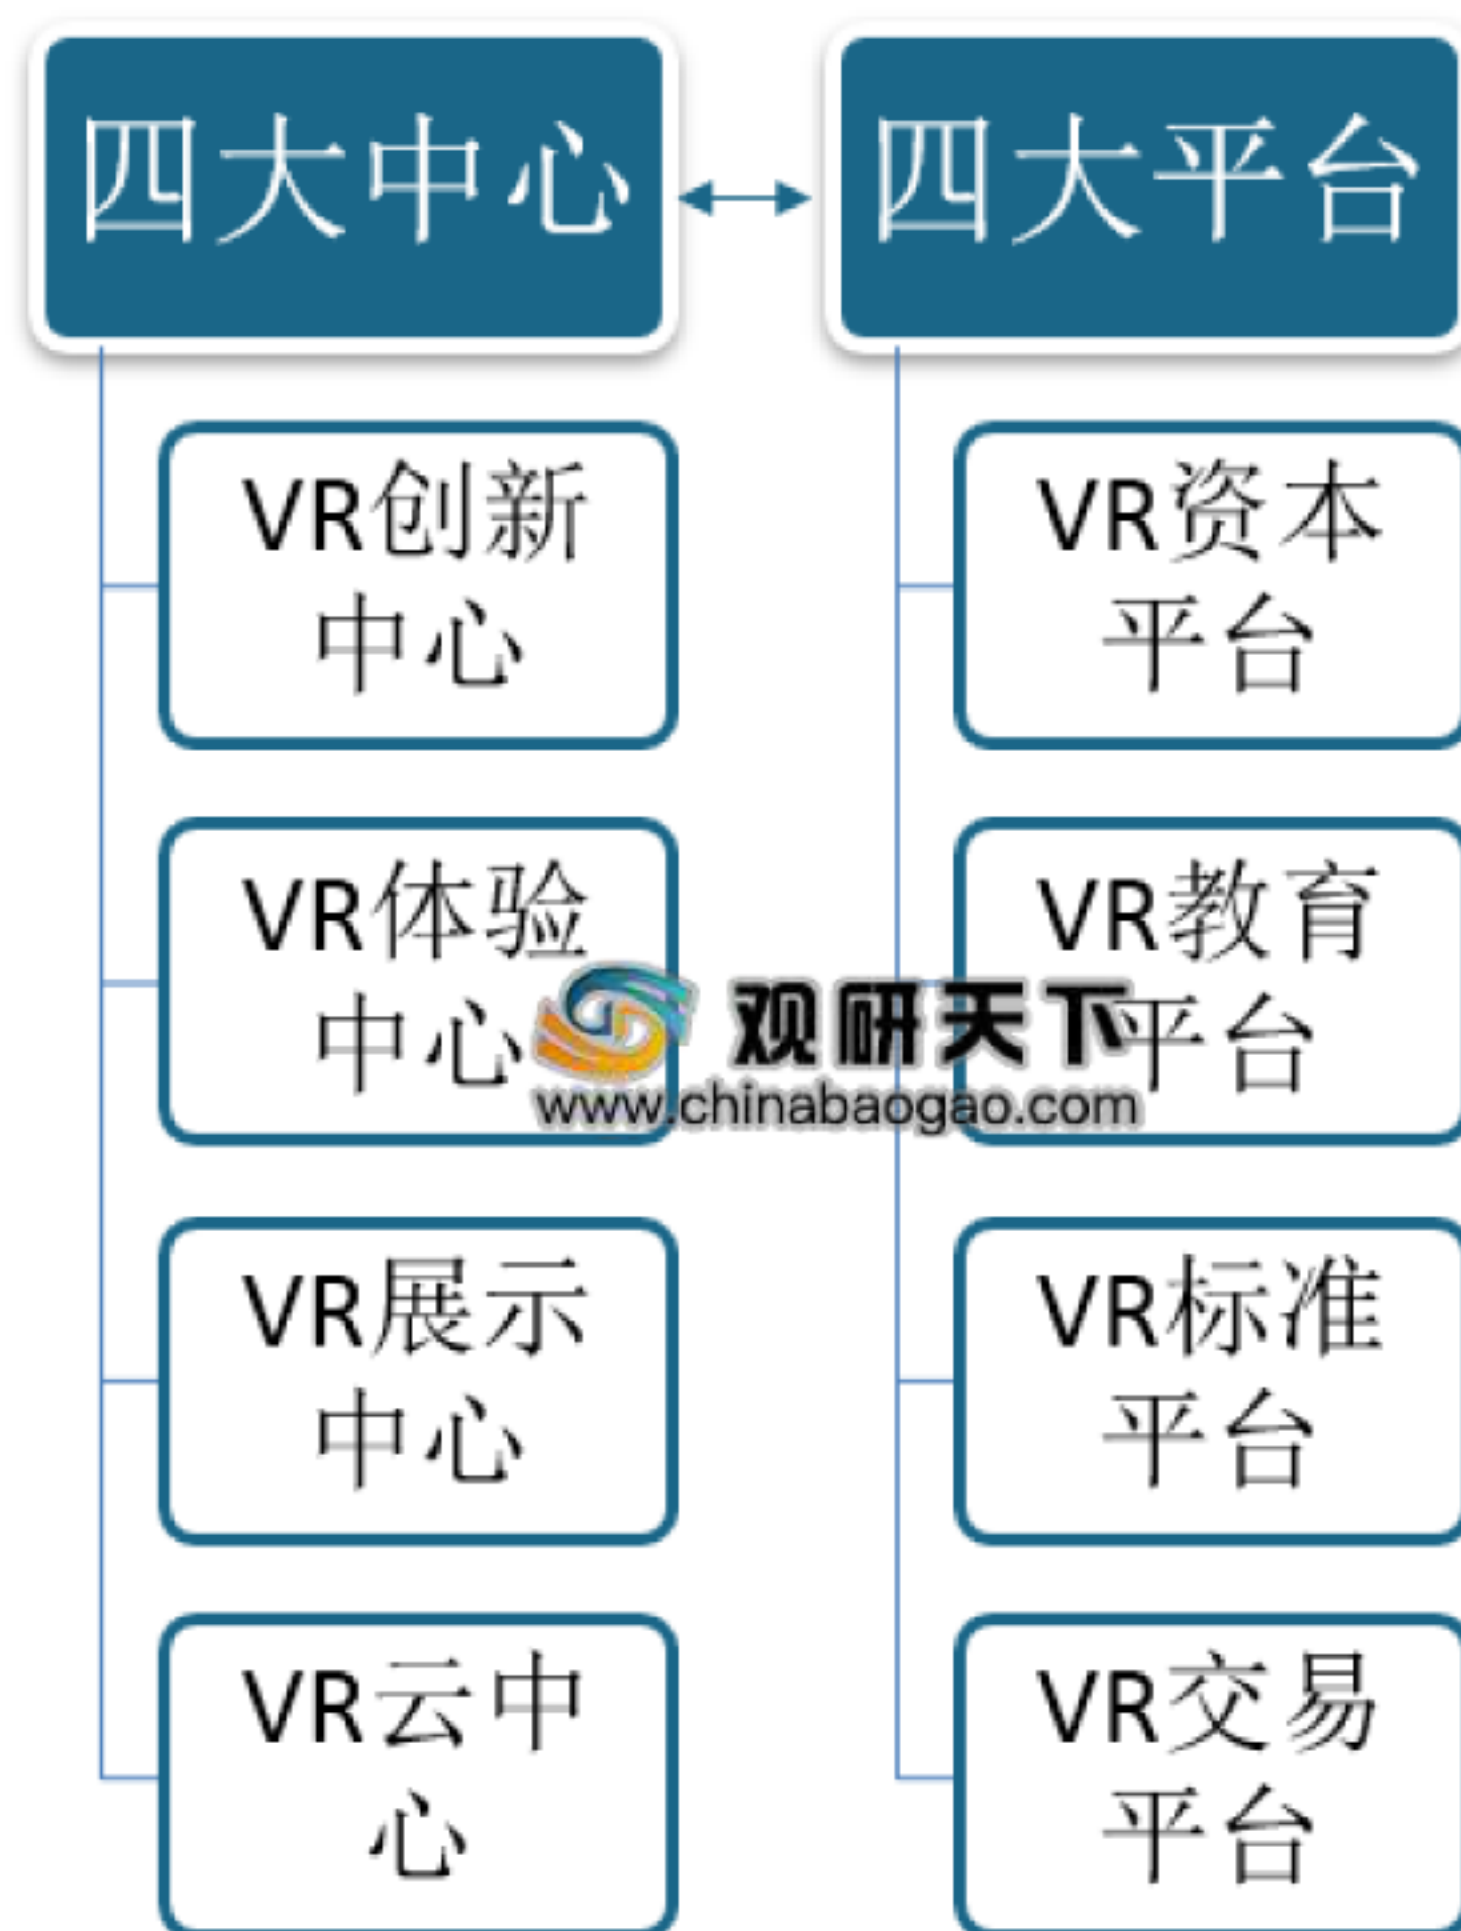 四大中心
四大平台
VR创新
中心
VR资本
平台
VR体验
中心
VR教育
平台
观研天下
www.chinabaogao.com
VR展示
中心
VR标准
平台
VR云中
心
VR交易
平台